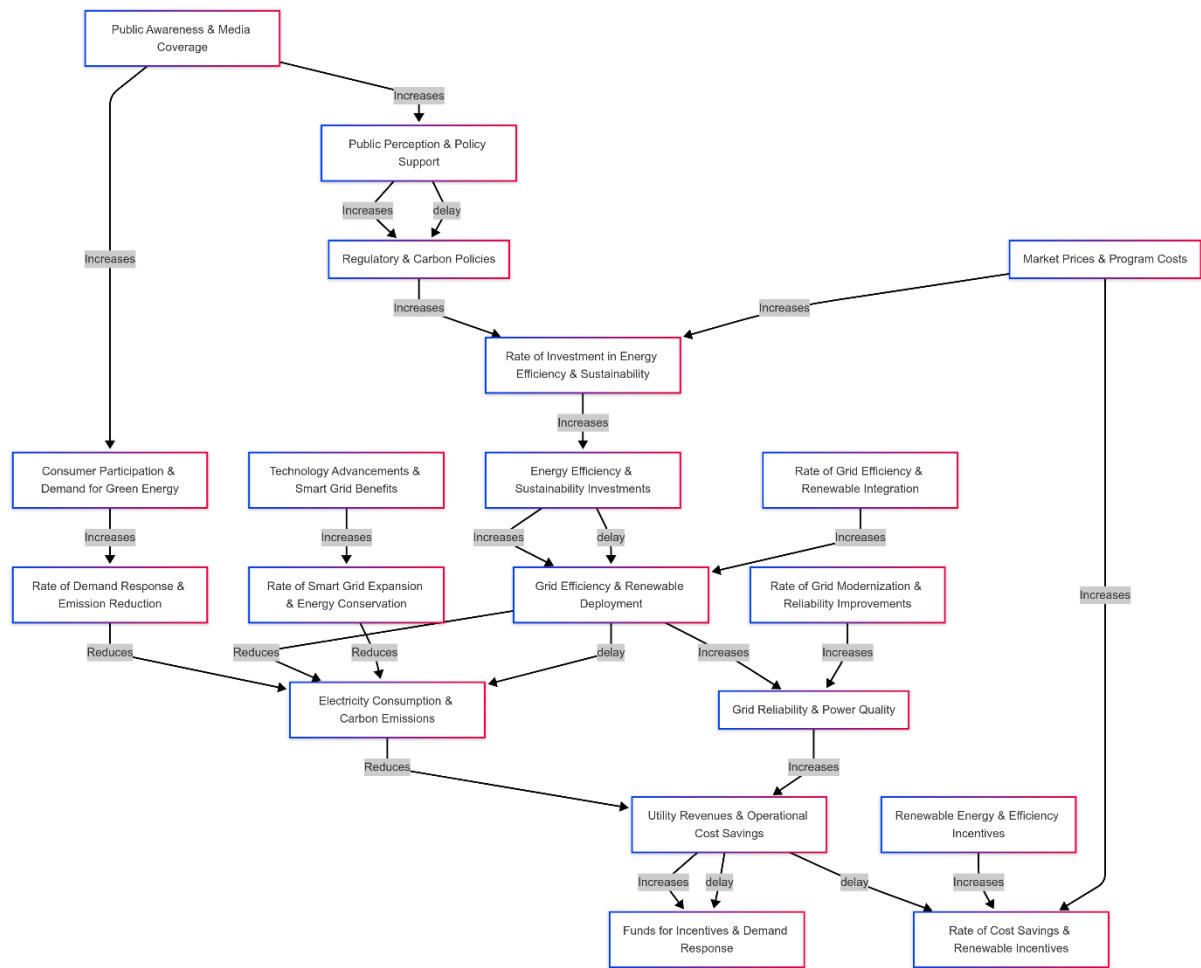 Public Awareness & Media
Coverage
Increases
Public Perception & Policy
Support
Increases
delay
Increases
Regulatory & Carbon Policies
Market Prices & Program Costs
Increases
Increases
Rate of Investment in Energy
Efficiency & Sustainability
Increases
Consumer Participation &
Demand for Green Energy
Technology Advancements &
Smart Grid Benefits
Energy Efficiency &
Sustainability Investments
Rate of Grid Efficiency &
Renewable Integration
Increases
Increases
Increases
delay
Increases
Rate of Demand Response &
Emission Reduction
Rate of Smart Grid Expansion
& Energy Conservation
Grid Efficiency & Renewable
Deployment
Rate of Grid Modernization &
Reliability Improvements
Increases
Reduces
Reduces
Reduces
delay
Increases
Increases
Electricity Consumption &
Carbon Emissions
Grid Reliability & Power Quality
Reduces
Increases
Utility Revenues & Operational
Cost Savings
Renewable Energy & Efficiency
Incentives
Increases
delay
delay
Increases
Funds for Incentives & Demand
Response
Rate of Cost Savings &
Renewable Incentives